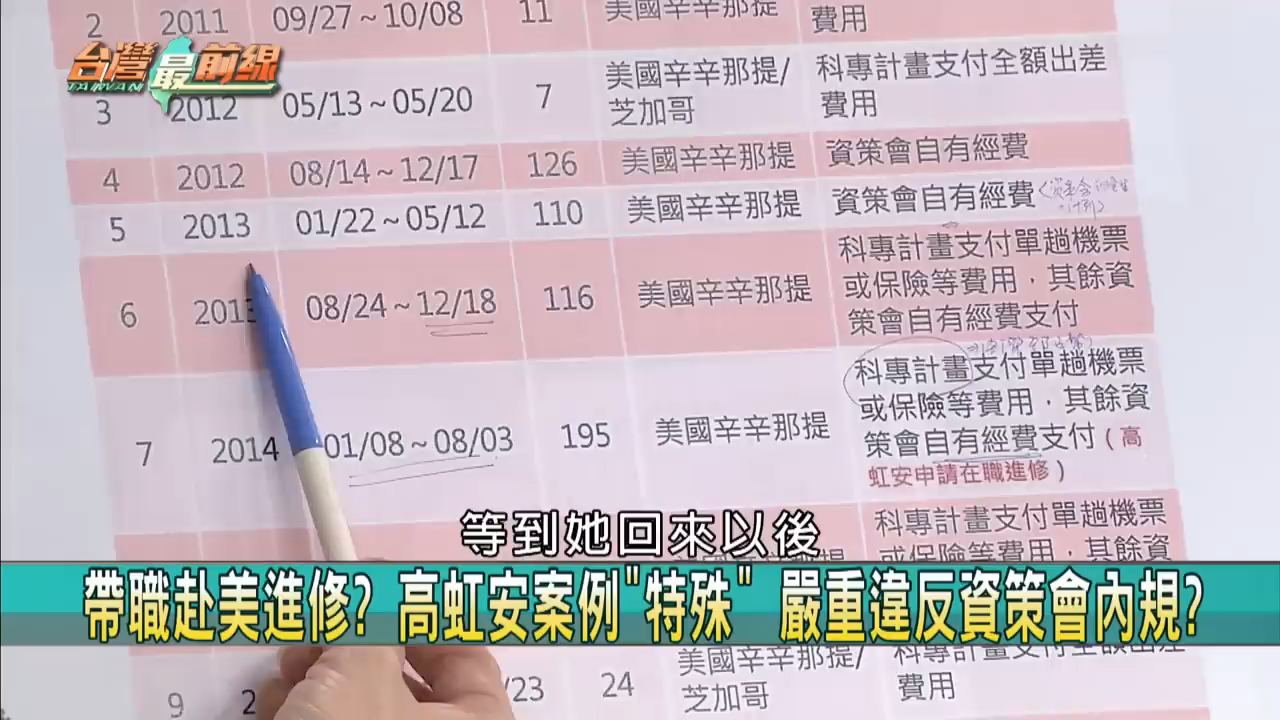 2 2011 09/27~10/08 11 美國辛辛那提 費用
台灣最前線
TAIWAN
3 2012 05/13~05/20 7 美國辛辛那提/
芝加哥 科專計畫支付全額出差
費用
4 2012 08/14~12/17 126 美國辛辛那提 資策會自有經費
5 2013 01/22~05/12 110 美國辛辛那提 資策會自有經費
6 2013 08/24~12/18 116 美國辛辛那提 科專計畫支付單趟機票
或保險等費用，其餘資
策會自有經費支付
7 2014 01/08~08/03 195 美國辛辛那提 科專計畫支付單趟機票
或保險等費用，其餘資
策會自有經費支付(高
虹安申請在職進修)
科專計畫支付單趟機票
等到她回來以後
帶職赴美進修? 高虹安案例"特殊" 嚴重違反資策會內規?
9 2 /23 24 美國辛辛那提/
芝加哥 科專計畫支付全額出差
費用